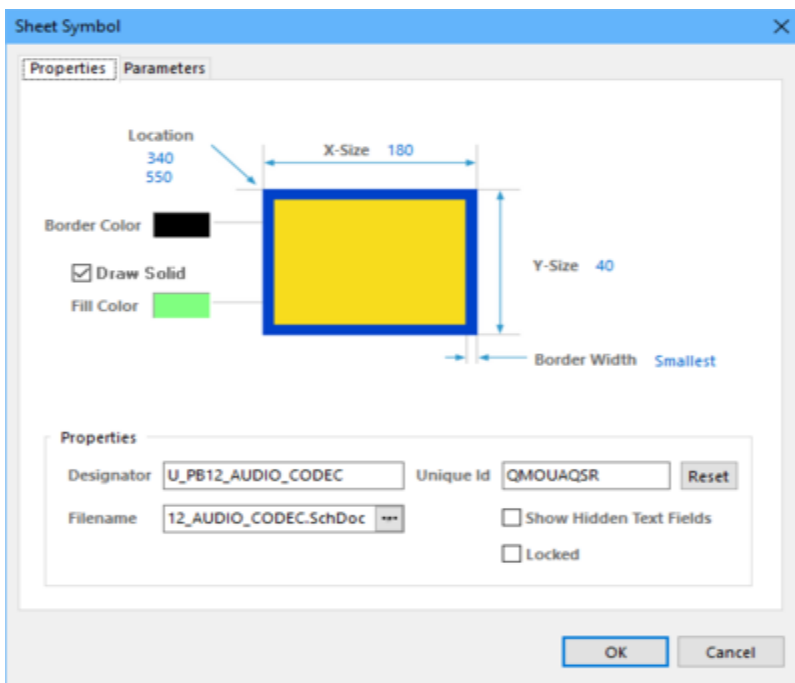 Sheet Symbol
Properties Parameters
Location
340
550
X-Size 180
Border Color
Draw Solid
Fill Color
Y-Size 40
Border Width Smallest
Properties
Designator U_PB12_AUDIO_CODEC Unique Id QMOUAQSR Reset
Filename 12_AUDIO_CODEC.SchDoc ... Show Hidden Text Fields
Locked
OK Cancel